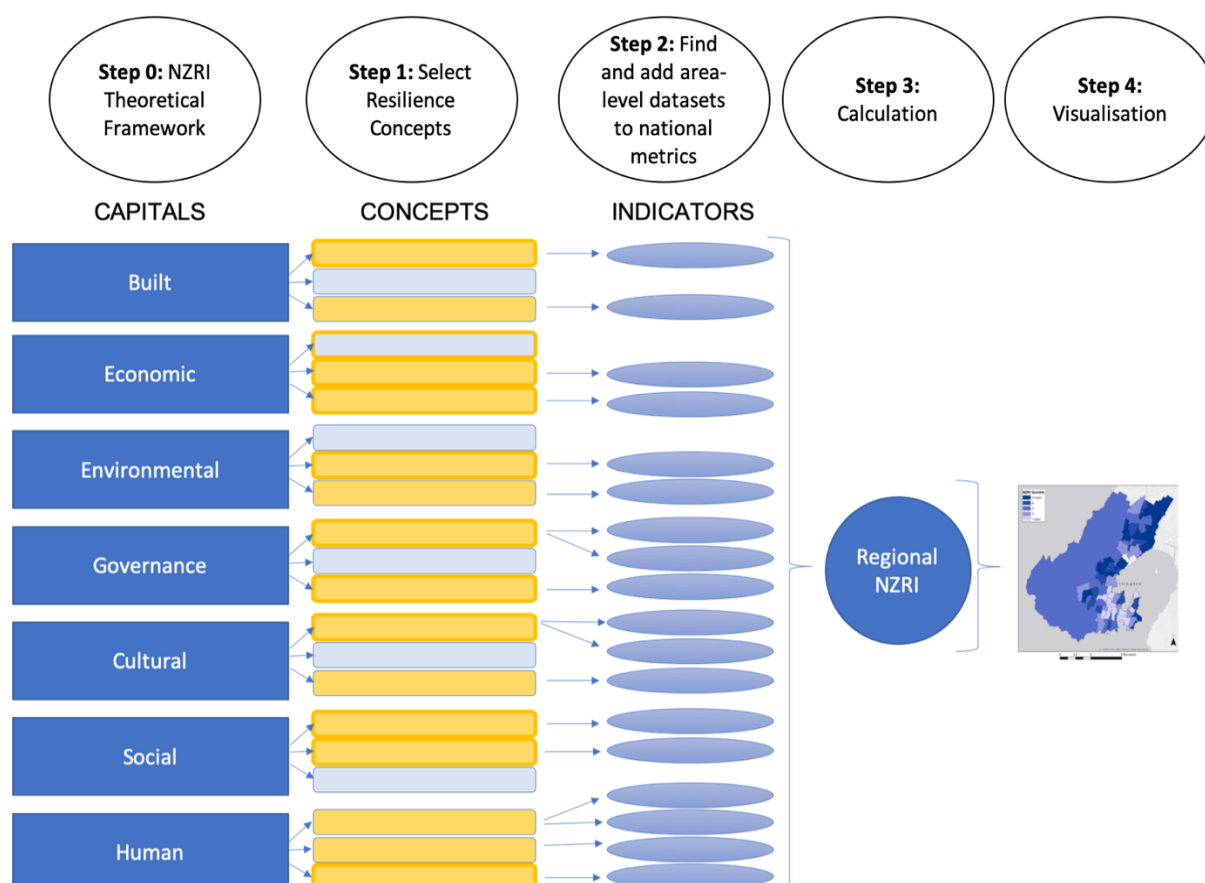 Step 0: NZRI
Theoretical
Framework
Step 1: Select
Resilience
Concepts
Step 2: Find
and add area-
level datasets
to national
metrics
Step 3:
Calculation
Step 4:
Visualisation
CAPITALS
CONCEPTS
INDICATORS
Built
Economic
Environmental
Governance
Cultural
Social
Human
Regional
NZRI